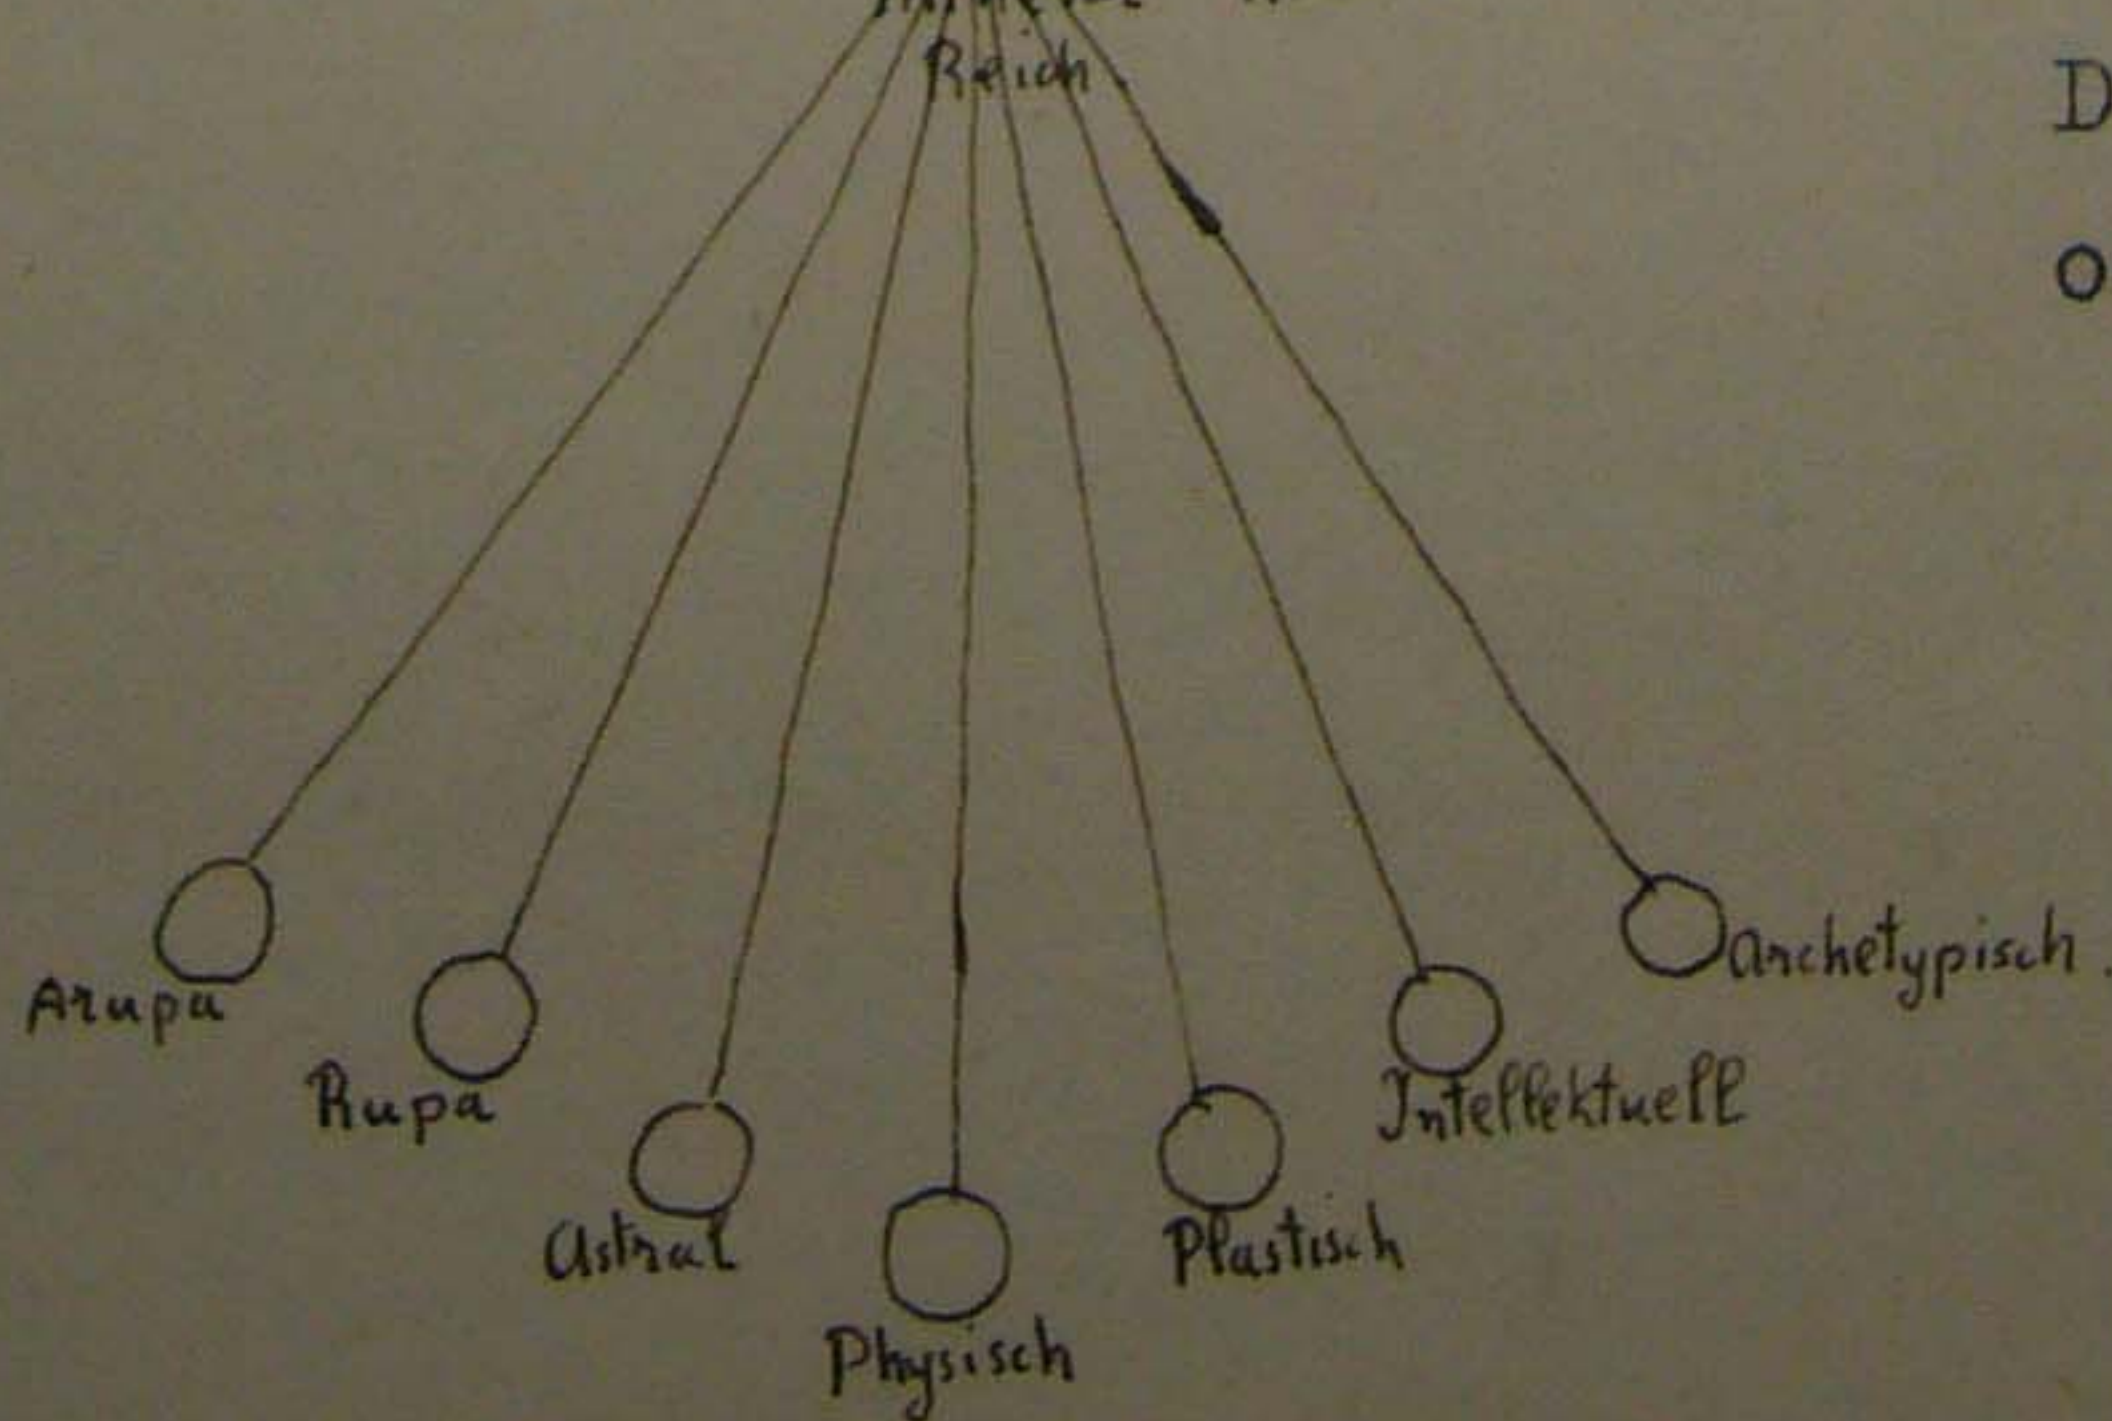 Reich
D
o
Arupa
Rupa
Astral
Physisch
Plastisch
Intellektuell
Archetypisch.